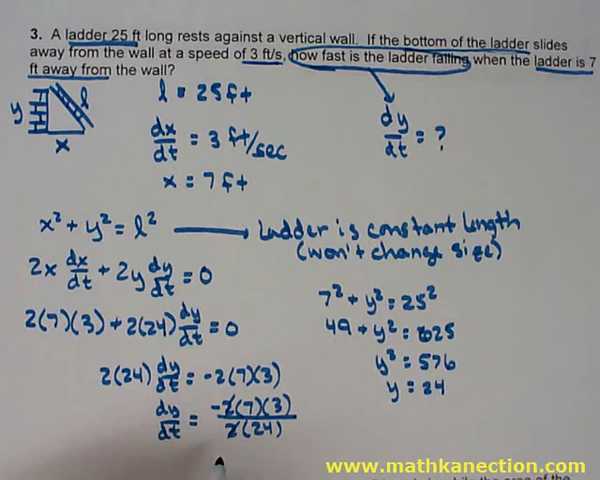 3. A ladder 25 ft long rests against a vertical wall. If the bottom of the ladder slides
away from the wall at a speed of 3 ft/s, how fast is the ladder falling when the ladder is 7
ft away from the wall?
y l x
l = 25ft
dx/dt = 3 ft/sec
x = 7ft
dy/dt = ?
x² + y² = l² → Ladder is constant length
(won't change size)
2x dx/dt + 2y dy/dt = 0
2(7)(3) + 2(24) dy/dt = 0
2(24) dy/dt = -2(7)(3)
dy/dt = -2(7)(3)/2(24)
7² + y² = 25²
49 + y² = 625
y² = 576
y = 24
www.mathkanection.com